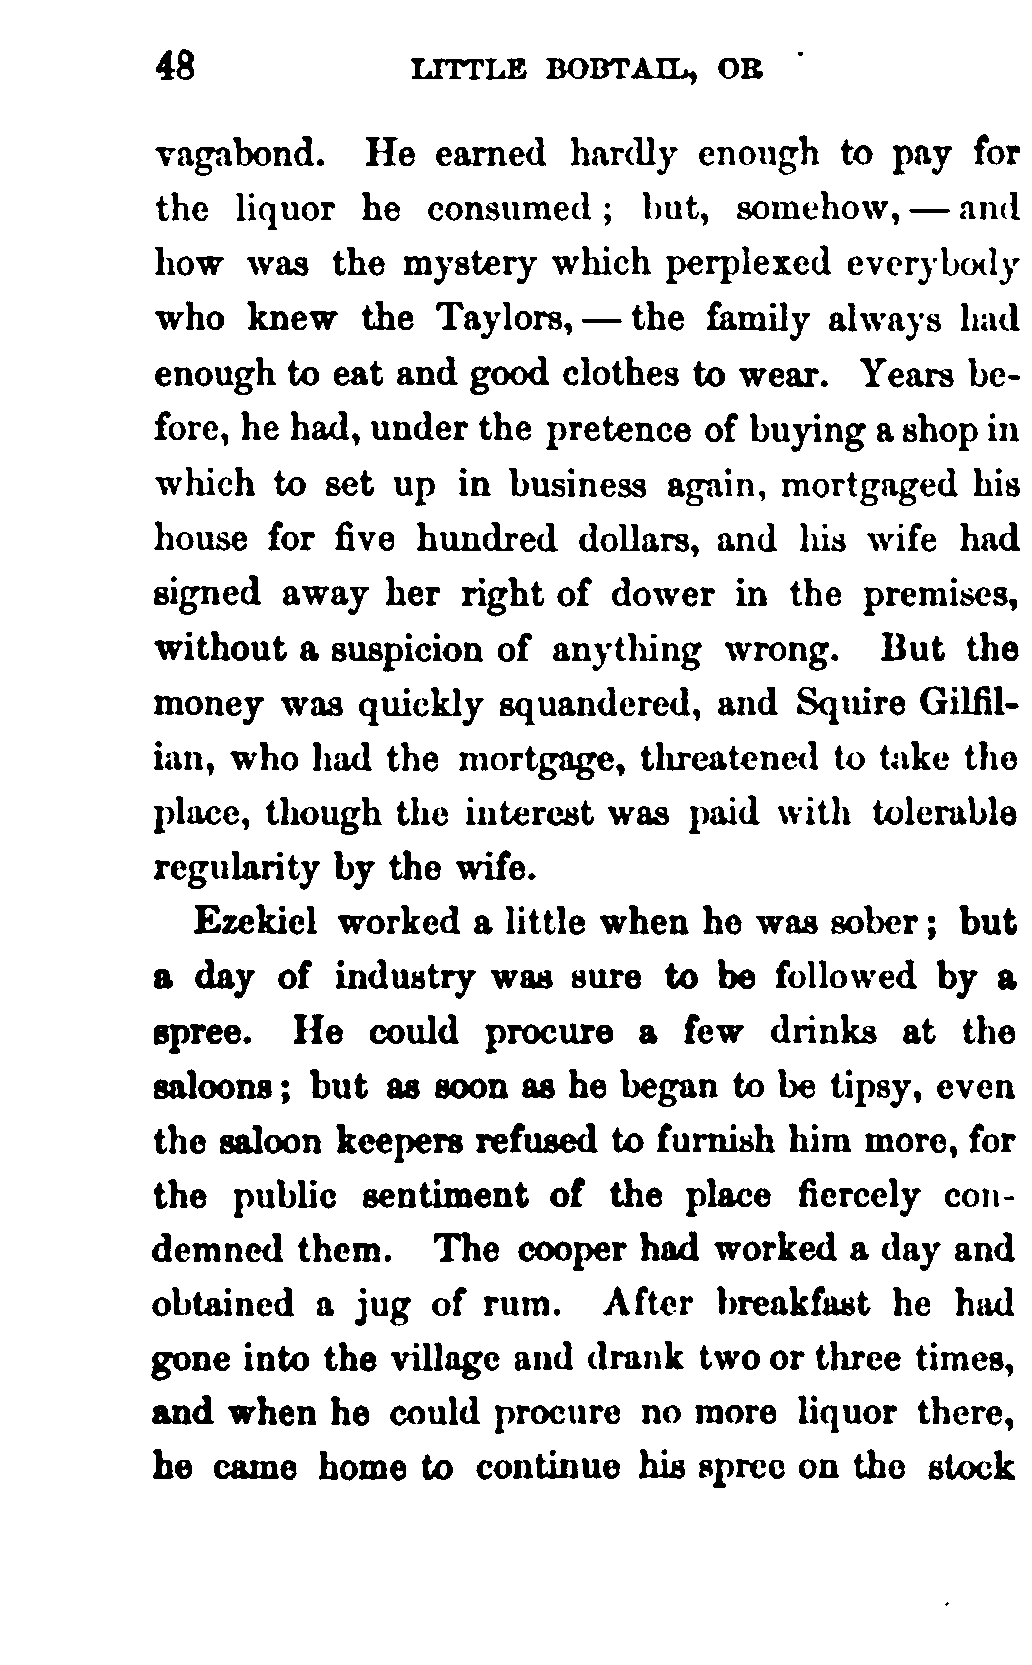 48 LITTLE BOBTAIL, OR
vagabond. He earned hardly enough to pay for
the liquor he consumed; but, somehow, — and
how was the mystery which perplexed everybody
who knew the Taylors, — the family always had
enough to eat and good clothes to wear. Years be-
fore, he had, under the pretence of buying a shop in
which to set up in business again, mortgaged his
house for five hundred dollars, and his wife had
signed away her right of dower in the premises,
without a suspicion of anything wrong. But the
money was quickly squandered, and Squire Gilfil-
ian, who had the mortgage, threatened to take the
place, though the interest was paid with tolerable
regularity by the wife.
Ezekiel worked a little when he was sober; but
a day of industry was sure to be followed by a
spree. He could procure a few drinks at the
saloons; but as soon as he began to be tipsy, even
the saloon keepers refused to furnish him more, for
the public sentiment of the place fiercely con-
demned them. The cooper had worked a day and
obtained a jug of rum. After breakfast he had
gone into the village and drank two or three times,
and when he could procure no more liquor there,
he came home to continue his spree on the stock